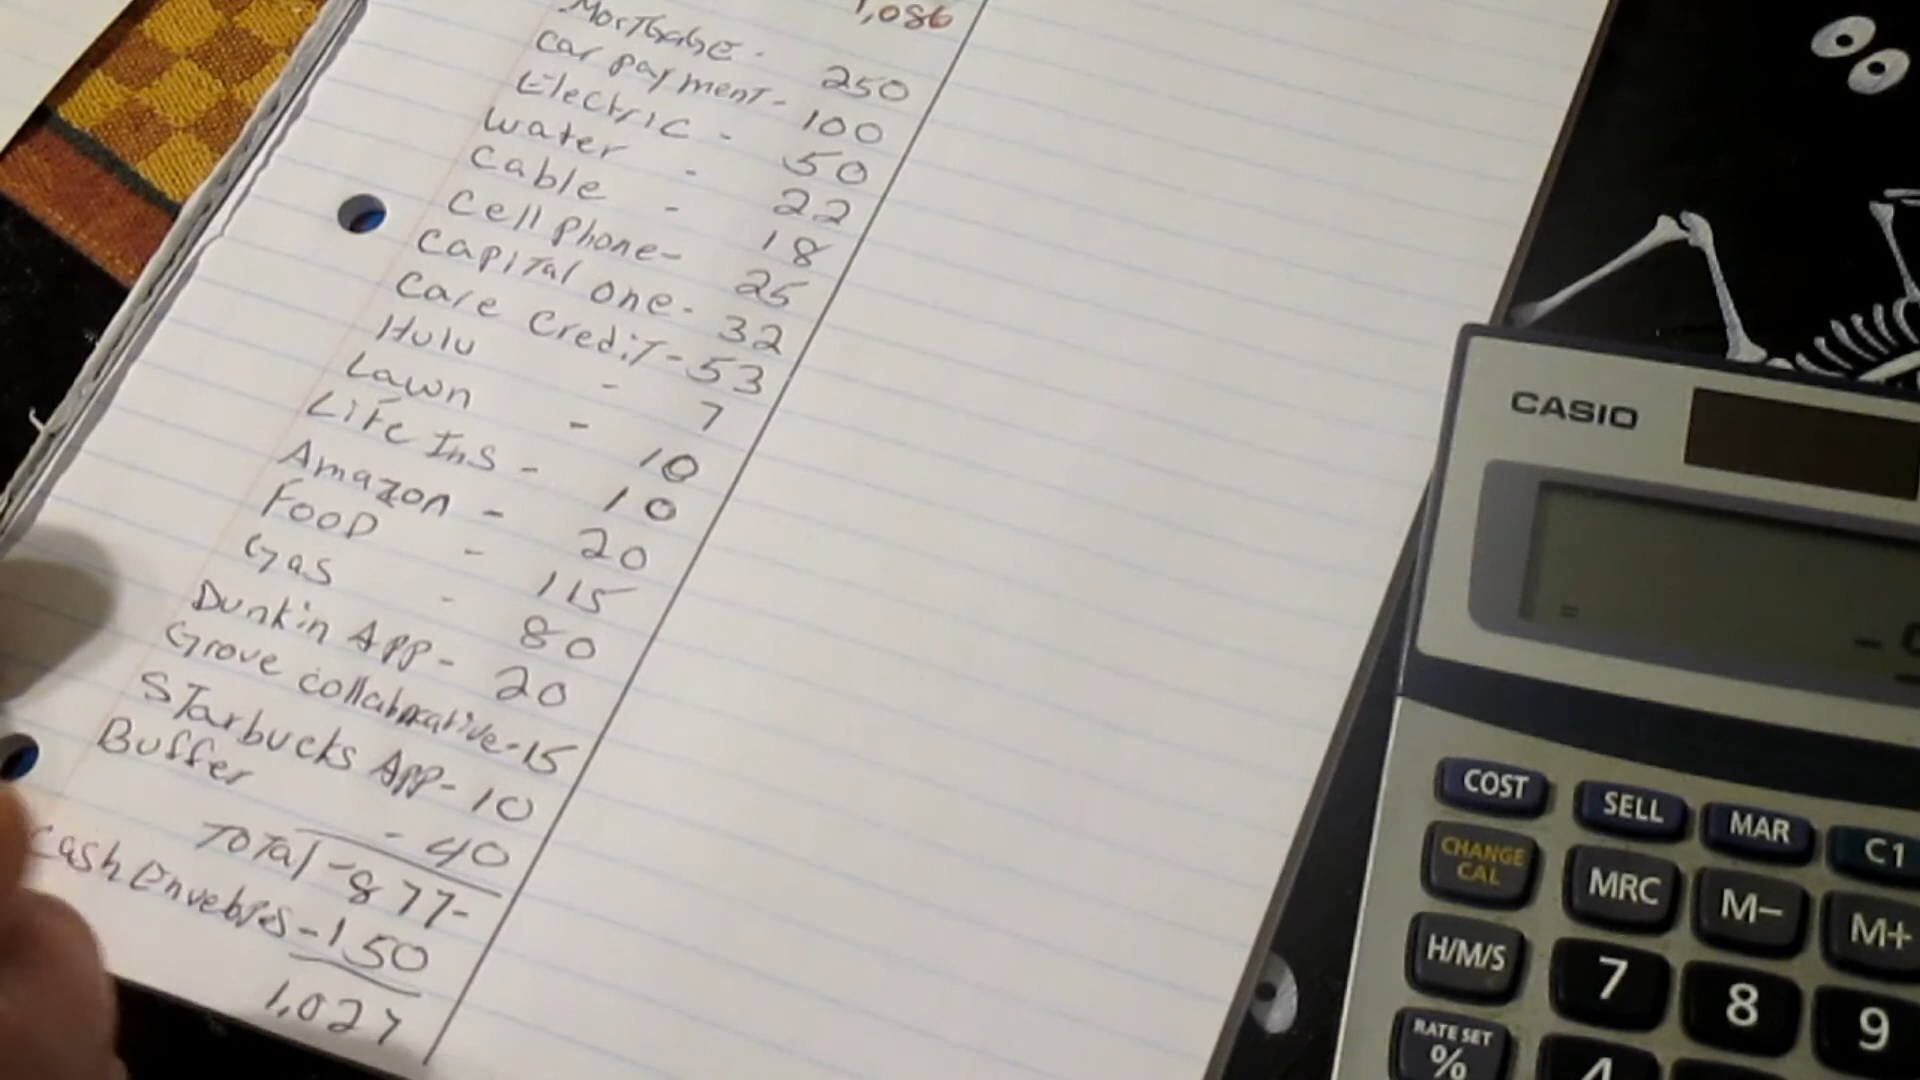 1,086
Mortgage - 250
Car payment - 100
Electric - 50
Water - 22
Cable - 18
Cell Phone - 25
Capital One - 32
Care Credit - 53
Hulu - 7
Lawn - 10
Life Ins - 10
Amazon - 20
Food - 115
Gas - 80
Dunkin App - 20
Grove collaborative - 15
Starbucks App - 10
Buffer - 40
Total - 877-
Cash Envelopes - 150
1,027
CASIO
COST SELL MAR C1
CHANGE CAL MRC M− M+
H/M/S 7 8 9
RATE SET % 4